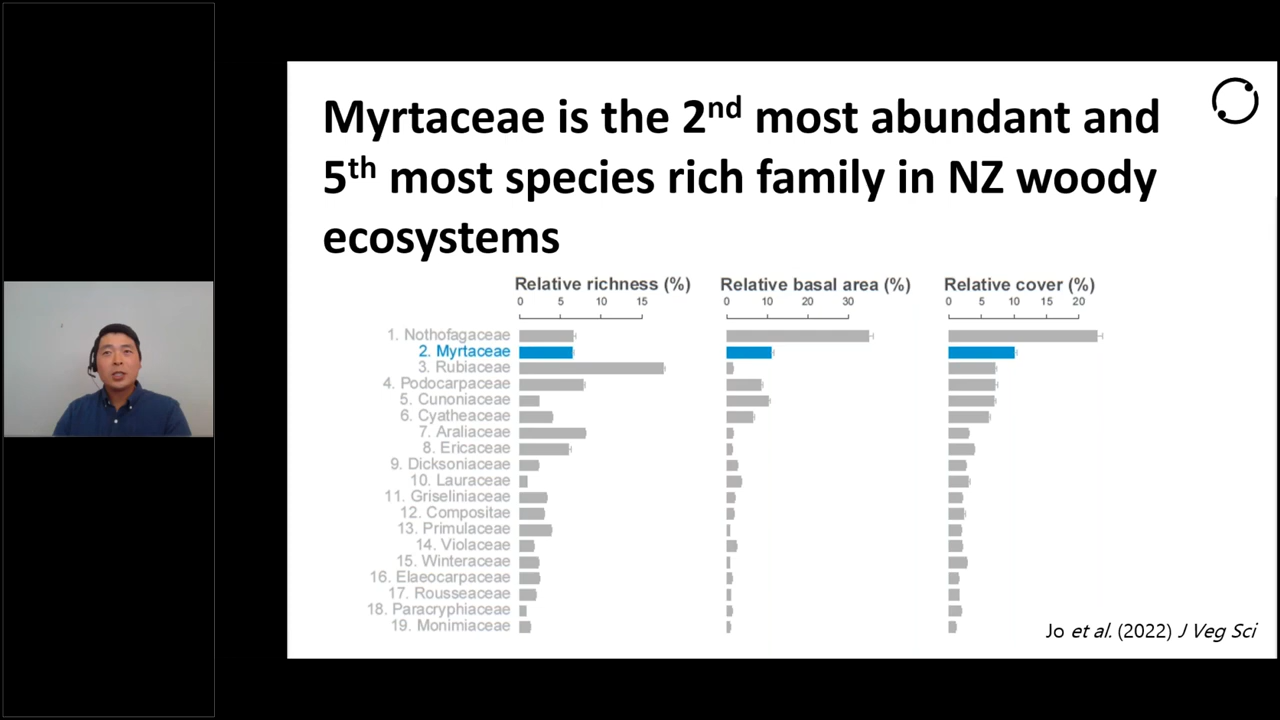 Myrtaceae is the 2nd most abundant and
5th most species rich family in NZ woody
ecosystems
Relative richness (%) Relative basal area (%) Relative cover (%)
0 5 10 15 0 10 20 30 0 5 10 15 20
1. Nothofagaceae
2. Myrtaceae
3. Rubiaceae
4. Podocarpaceae
5. Cunoniaceae
6. Cyatheaceae
7. Araliaceae
8. Ericaceae
9. Dicksoniaceae
10. Lauraceae
11. Griseliniaceae
12. Compositae
13. Primulaceae
14. Violaceae
15. Winteraceae
16. Elaeocarpaceae
17. Rousseaceae
18. Paracryphiaceae
19. Monimiaceae
Jo et al. (2022) J Veg Sci